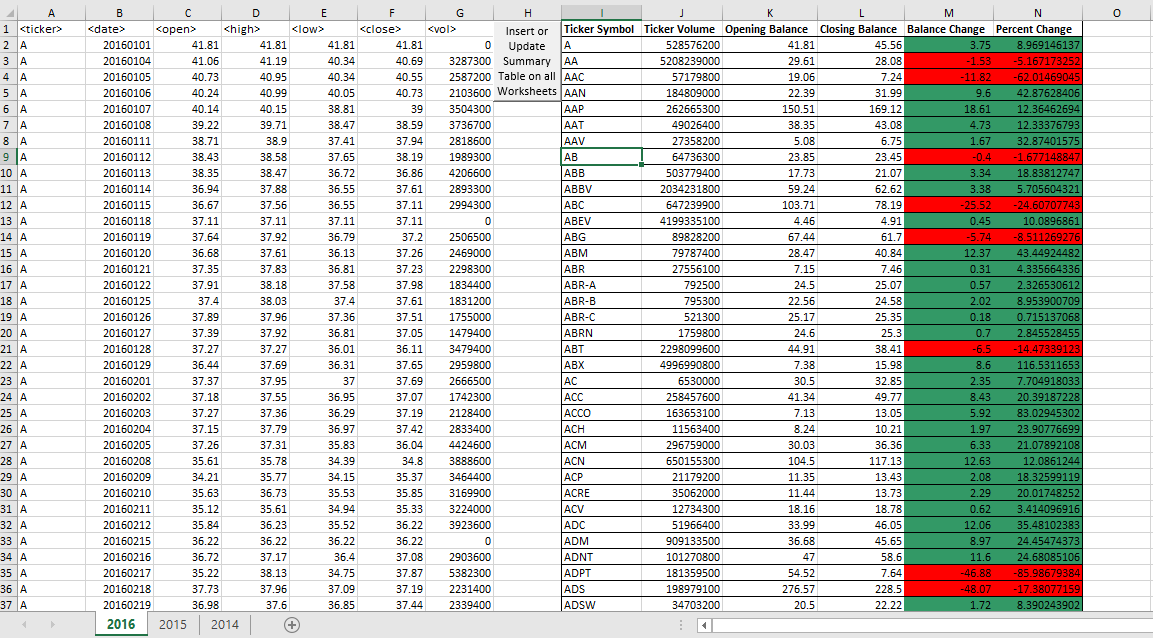 A B C D E F G H I J K L M N O
1 <ticker> <date> <open> <high> <low> <close> <vol> Insert or Update Summary Table on all Worksheets Ticker Symbol Ticker Volume Opening Balance Closing Balance Balance Change Percent Change
2 A 20160101 41.81 41.81 41.81 41.81 0 A 528576200 41.81 45.56 3.75 8.969146137
3 A 20160104 41.06 41.19 40.34 40.69 3287300 AA 5208239000 29.61 28.08 -1.53 -5.167173252
4 A 20160105 40.73 40.95 40.34 40.55 2587200 AAC 57179800 19.06 7.24 -11.82 -62.01469045
5 A 20160106 40.24 40.99 40.05 40.73 2103600 AAN 184809000 22.39 31.99 9.6 42.87628406
6 A 20160107 40.14 40.15 38.81 39 3504300 AAP 262665300 150.51 169.12 18.61 12.36462694
7 A 20160108 39.22 39.71 38.47 38.59 3736700 AAT 49026400 38.35 43.08 4.73 12.33376793
8 A 20160111 38.71 38.9 37.41 37.94 2818600 AAV 27358200 5.08 6.75 1.67 32.87401575
9 A 20160112 38.43 38.58 37.65 38.19 1989300 AB 64736300 23.85 23.45 -0.4 -1.677148847
10 A 20160113 38.35 38.47 36.72 36.86 4206600 ABB 503779400 17.73 21.07 3.34 18.83812747
11 A 20160114 36.94 37.88 36.55 37.61 2893300 ABBV 2034231800 59.24 62.62 3.38 5.705604321
12 A 20160115 36.67 37.56 36.55 37.11 2994300 ABC 647239900 103.71 78.19 -25.52 -24.60707743
13 A 20160118 37.11 37.11 37.11 37.11 0 ABEV 4199335100 4.46 4.91 0.45 10.0896861
14 A 20160119 37.64 37.92 36.79 37.2 2506500 ABG 89828200 67.44 61.7 -5.74 -8.511269276
15 A 20160120 36.68 37.61 36.13 37.26 2469000 ABM 79787400 28.47 40.84 12.37 43.44924482
16 A 20160121 37.35 37.83 36.81 37.23 2298300 ABR 27556100 7.15 7.46 0.31 4.335664336
17 A 20160122 37.91 38.18 37.58 37.98 1834400 ABR-A 792500 24.5 25.07 0.57 2.326530612
18 A 20160125 37.4 38.03 37.4 37.61 1831200 ABR-B 795300 22.56 24.58 2.02 8.953900709
19 A 20160126 37.89 37.96 37.36 37.51 1755000 ABR-C 521300 25.17 25.35 0.18 0.715137068
20 A 20160127 37.39 37.92 36.81 37.05 1479400 ABRN 1759800 24.6 25.3 0.7 2.845528455
21 A 20160128 37.27 37.27 36.01 36.11 3479400 ABT 2298099600 44.91 38.41 -6.5 -14.47339123
22 A 20160129 36.44 37.69 36.31 37.65 2959800 ABX 4996990800 7.38 15.98 8.6 116.5311653
23 A 20160201 37.37 37.95 37 37.69 2666500 AC 6530000 30.5 32.85 2.35 7.704918033
24 A 20160202 37.18 37.55 36.95 37.07 1742300 ACC 258457600 41.34 49.77 8.43 20.39187228
25 A 20160203 37.27 37.36 36.29 37.19 2128400 ACCO 163653100 7.13 13.05 5.92 83.02945302
26 A 20160204 37.15 37.79 36.97 37.42 2833400 ACH 11563400 8.24 10.21 1.97 23.90776699
27 A 20160205 37.26 37.31 35.83 36.04 4424600 ACM 296759000 30.03 36.36 6.33 21.07892108
28 A 20160208 35.61 35.78 34.39 34.8 3888600 ACN 650155300 104.5 117.13 12.63 12.0861244
29 A 20160209 34.21 35.77 34.15 35.37 3464400 ACP 21179200 11.35 13.43 2.08 18.32599119
30 A 20160210 35.63 36.73 35.53 35.85 3169900 ACRE 35062000 11.44 13.73 2.29 20.01748252
31 A 20160211 35.12 35.61 34.94 35.33 3224000 ACV 12734300 18.16 18.78 0.62 3.414096916
32 A 20160212 35.84 36.23 35.52 36.22 3923600 ADC 51966400 33.99 46.05 12.06 35.48102383
33 A 20160215 36.22 36.22 36.22 36.22 0 ADM 909133500 36.68 45.65 8.97 24.45474373
34 A 20160216 36.72 37.17 36.4 37.08 2903600 ADNT 101270800 47 58.6 11.6 24.68085106
35 A 20160217 35.22 38.13 34.75 37.87 5382300 ADPT 181359500 54.52 7.64 -46.88 -85.98679384
36 A 20160218 37.73 37.96 37.09 37.19 2231400 ADS 198979100 276.57 228.5 -48.07 -17.38077159
37 A 20160219 36.98 37.6 36.85 37.44 2339400 ADSW 34703200 20.5 22.22 1.72 8.390243902
2016 2015 2014